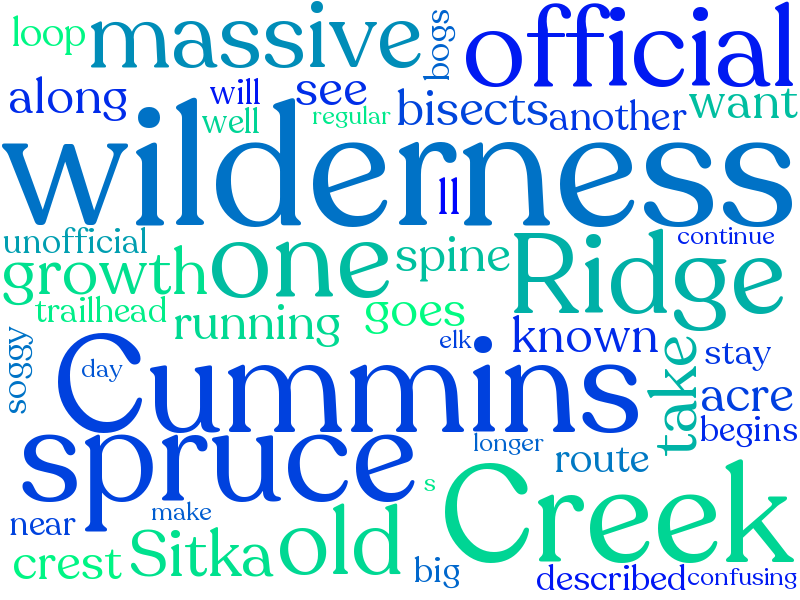 loop massive bogs official
along will see bisects another want
well regular
wilderness
ll
unofficial one spine Ridge continue
growth
trailhead running goes known
soggy day Cummins elk take stay
acre
spruce begins
longer route
s Creek
near make Sitka old
crest big described confusing